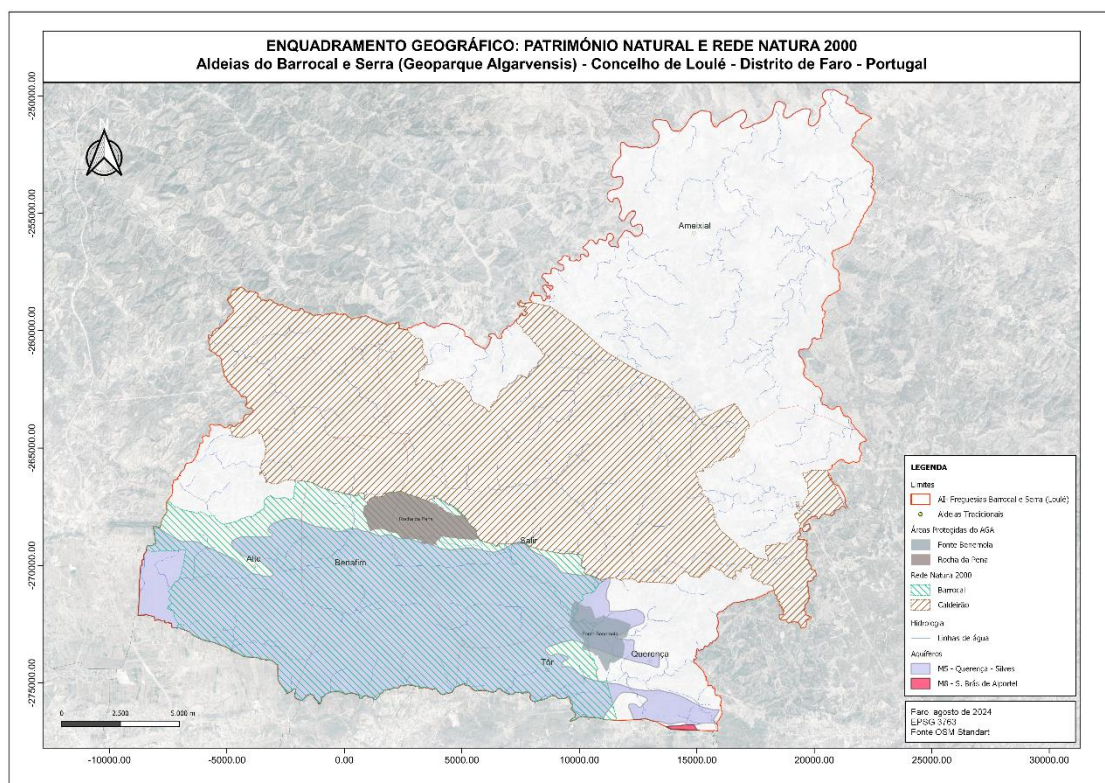 ENQUADRAMENTO GEOGRÁFICO: PATRIMÓNIO NATURAL E REDE NATURA 2000
Aldeias do Barrocal e Serra (Geoparque Algarvensis) - Concelho de Loulé - Distrito de Faro - Portugal
N
-250000.00
-255000.00
-260000.00
-265000.00
-270000.00
-275000.00
Ameixial
Rocha da Pena
Salir
Alte
Benafim
Fonte Benemola
Querença
Tôr
LEGENDA
Limites
AI- Freguesias Barrocal e Serra (Loulé)
Aldeias Tradicionais
Áreas Protegidas do AGA
Fonte Benemola
Rocha da Pena
Rede Natura 2000
Barrocal
Caldeirão
Hidrologia
Linhas de água
Aquíferos
M5 - Querença - Silves
M8 - S. Brás de Alportel
Faro, agosto de 2024
EPSG 3763
Fonte OSM Standart
0 2.500 5.000 m
-10000.00 -5000.00 0.00 5000.00 10000.00 15000.00 20000.00 25000.00 30000.00